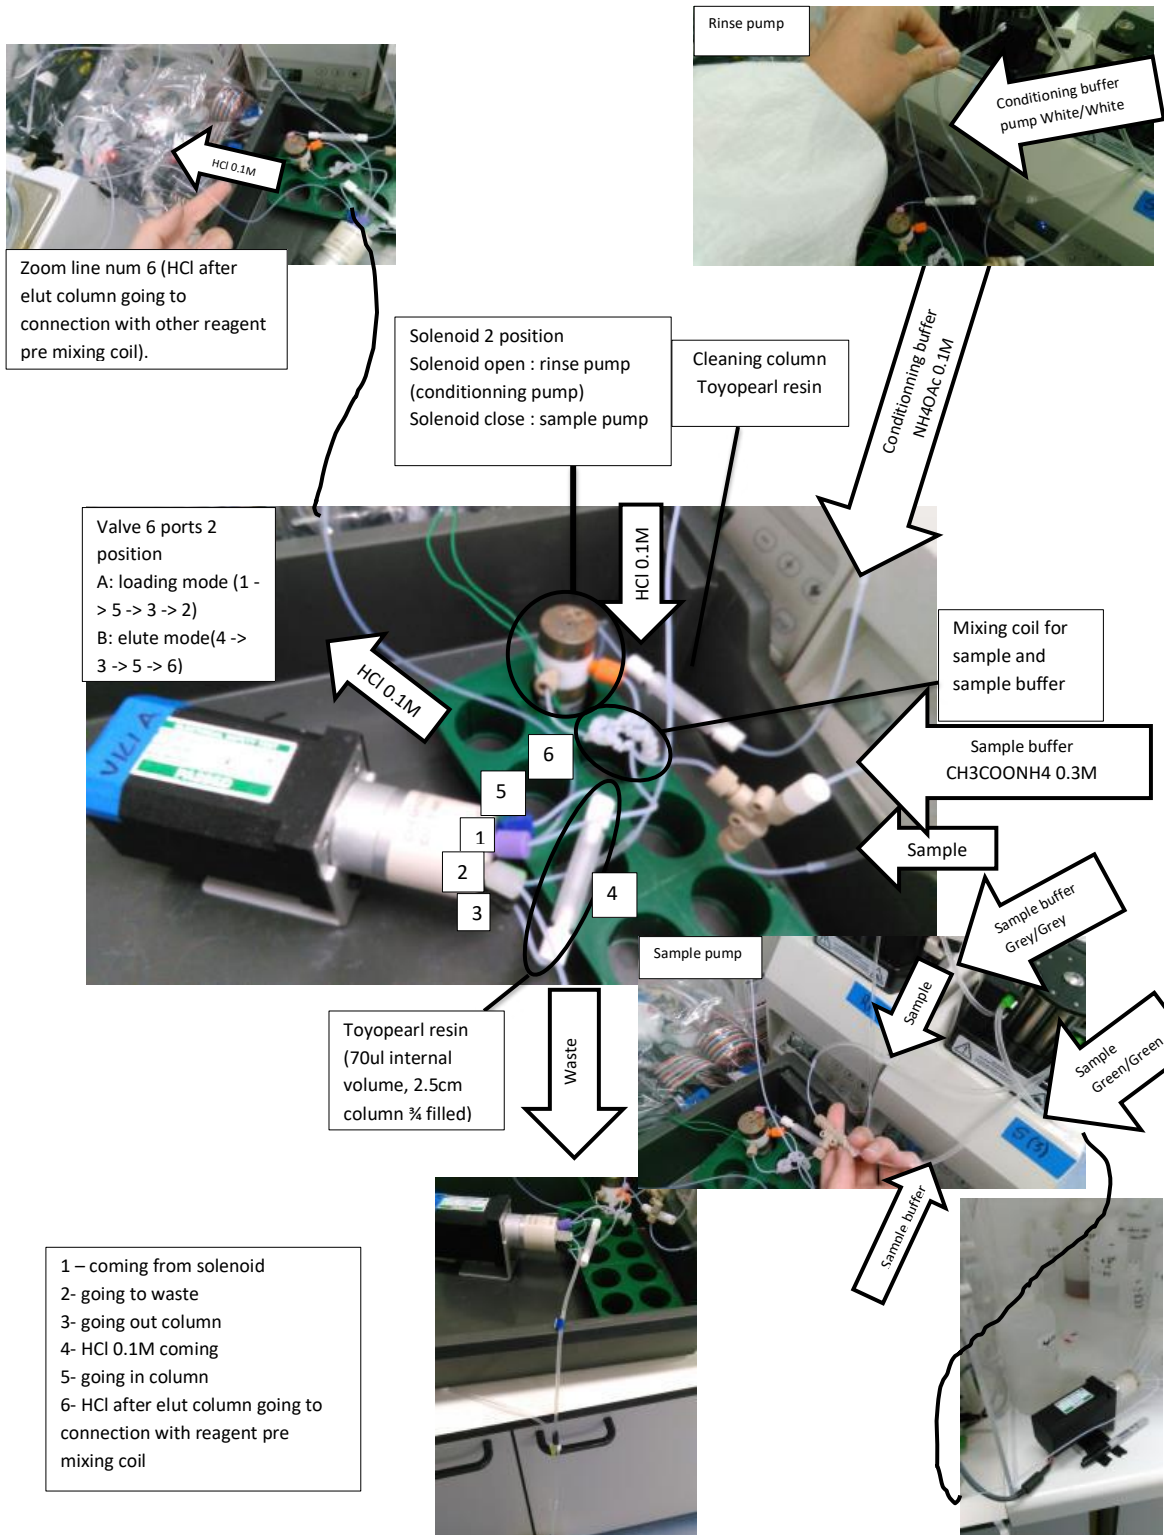 Rinse pump
Conditioning buffer
pump White/White
HCl 0.1M
Zoom line num 6 (HCl after
elut column going to
connection with other reagent
pre mixing coil).
Solenoid 2 position
Solenoid open : rinse pump
(conditionning pump)
Solenoid close : sample pump
Cleaning column
Toyopearl resin
Conditionning buffer
NH4OAc 0.1M
Valve 6 ports 2
position
A: loading mode (1 -
> 5 -> 3 -> 2)
B: elute mode(4 ->
3 -> 5 -> 6)
HCl 0.1M
HCl 0.1M
Mixing coil for
sample and
sample buffer
Sample buffer
CH3COONH4 0.3M
Sample
VICI A
6
5
1
2
3
4
Sample buffer
Grey/Grey
Sample pump
Sample
Sample
Green/Green
S (3)
Sample buffer
Toyopearl resin
(70ul internal
volume, 2.5cm
column ¾ filled)
Waste
1 – coming from solenoid
2- going to waste
3- going out column
4- HCl 0.1M coming
5- going in column
6- HCl after elut column going to
connection with reagent pre
mixing coil